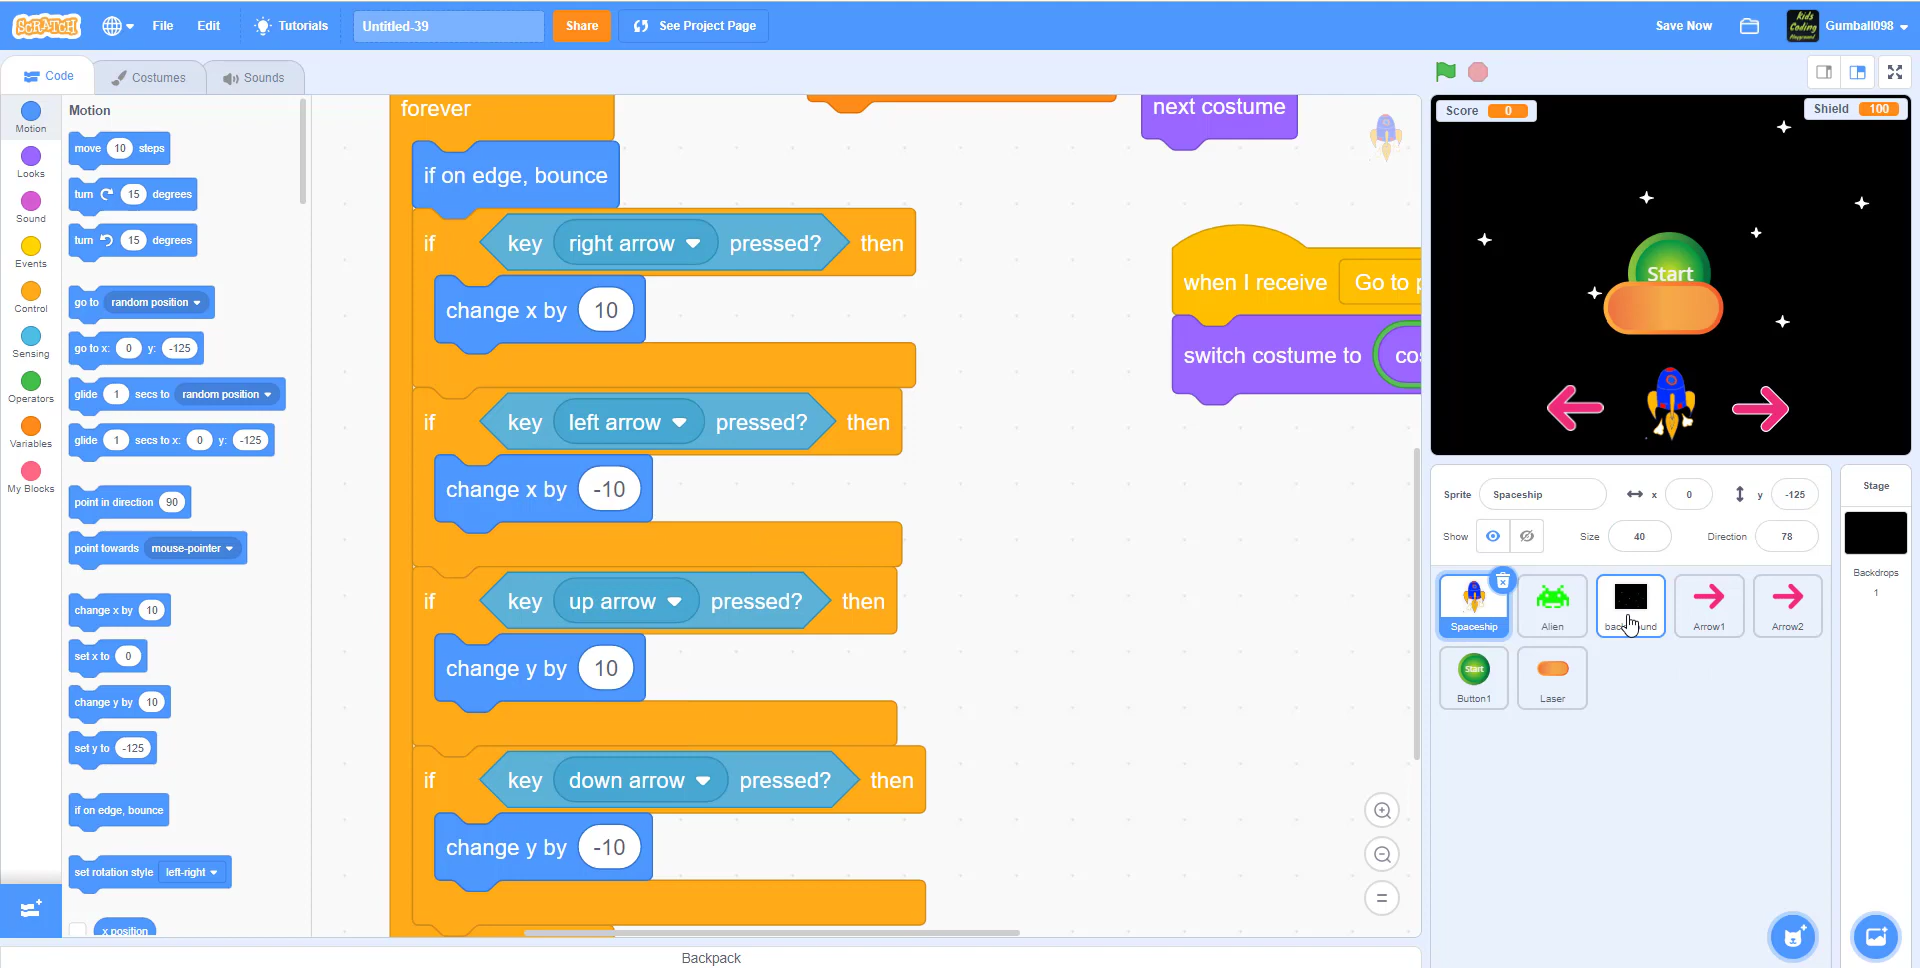 SCRATCH
File
Edit
Tutorials
Untitled-39
Share
See Project Page
Save Now
Kids
Coding
Playground
Gumball098
Code
Costumes
Sounds
Motion
Looks
Sound
Events
Control
Sensing
Operators
Variables
My Blocks
Motion
move 10 steps
turn 15 degrees
turn 15 degrees
go to random position
go to x: 0 y: -125
glide 1 secs to random position
glide 1 secs to x: 0 y: -125
point in direction 90
point towards mouse-pointer
change x by 10
set x to 0
change y by 10
set y to -125
if on edge, bounce
set rotation style left-right
x position
forever
if on edge, bounce
if key right arrow pressed? then
change x by 10
if key left arrow pressed? then
change x by -10
if key up arrow pressed? then
change y by 10
if key down arrow pressed? then
change y by -10
next costume
when I receive Go to
switch costume to cos
Backpack
Score 0
Shield 100
Start
Sprite Spaceship x 0 y -125
Show Size 40 Direction 78
Spaceship
Alien
Arrow1
Arrow2
Button1
Start
Laser
Stage
Backdrops
1